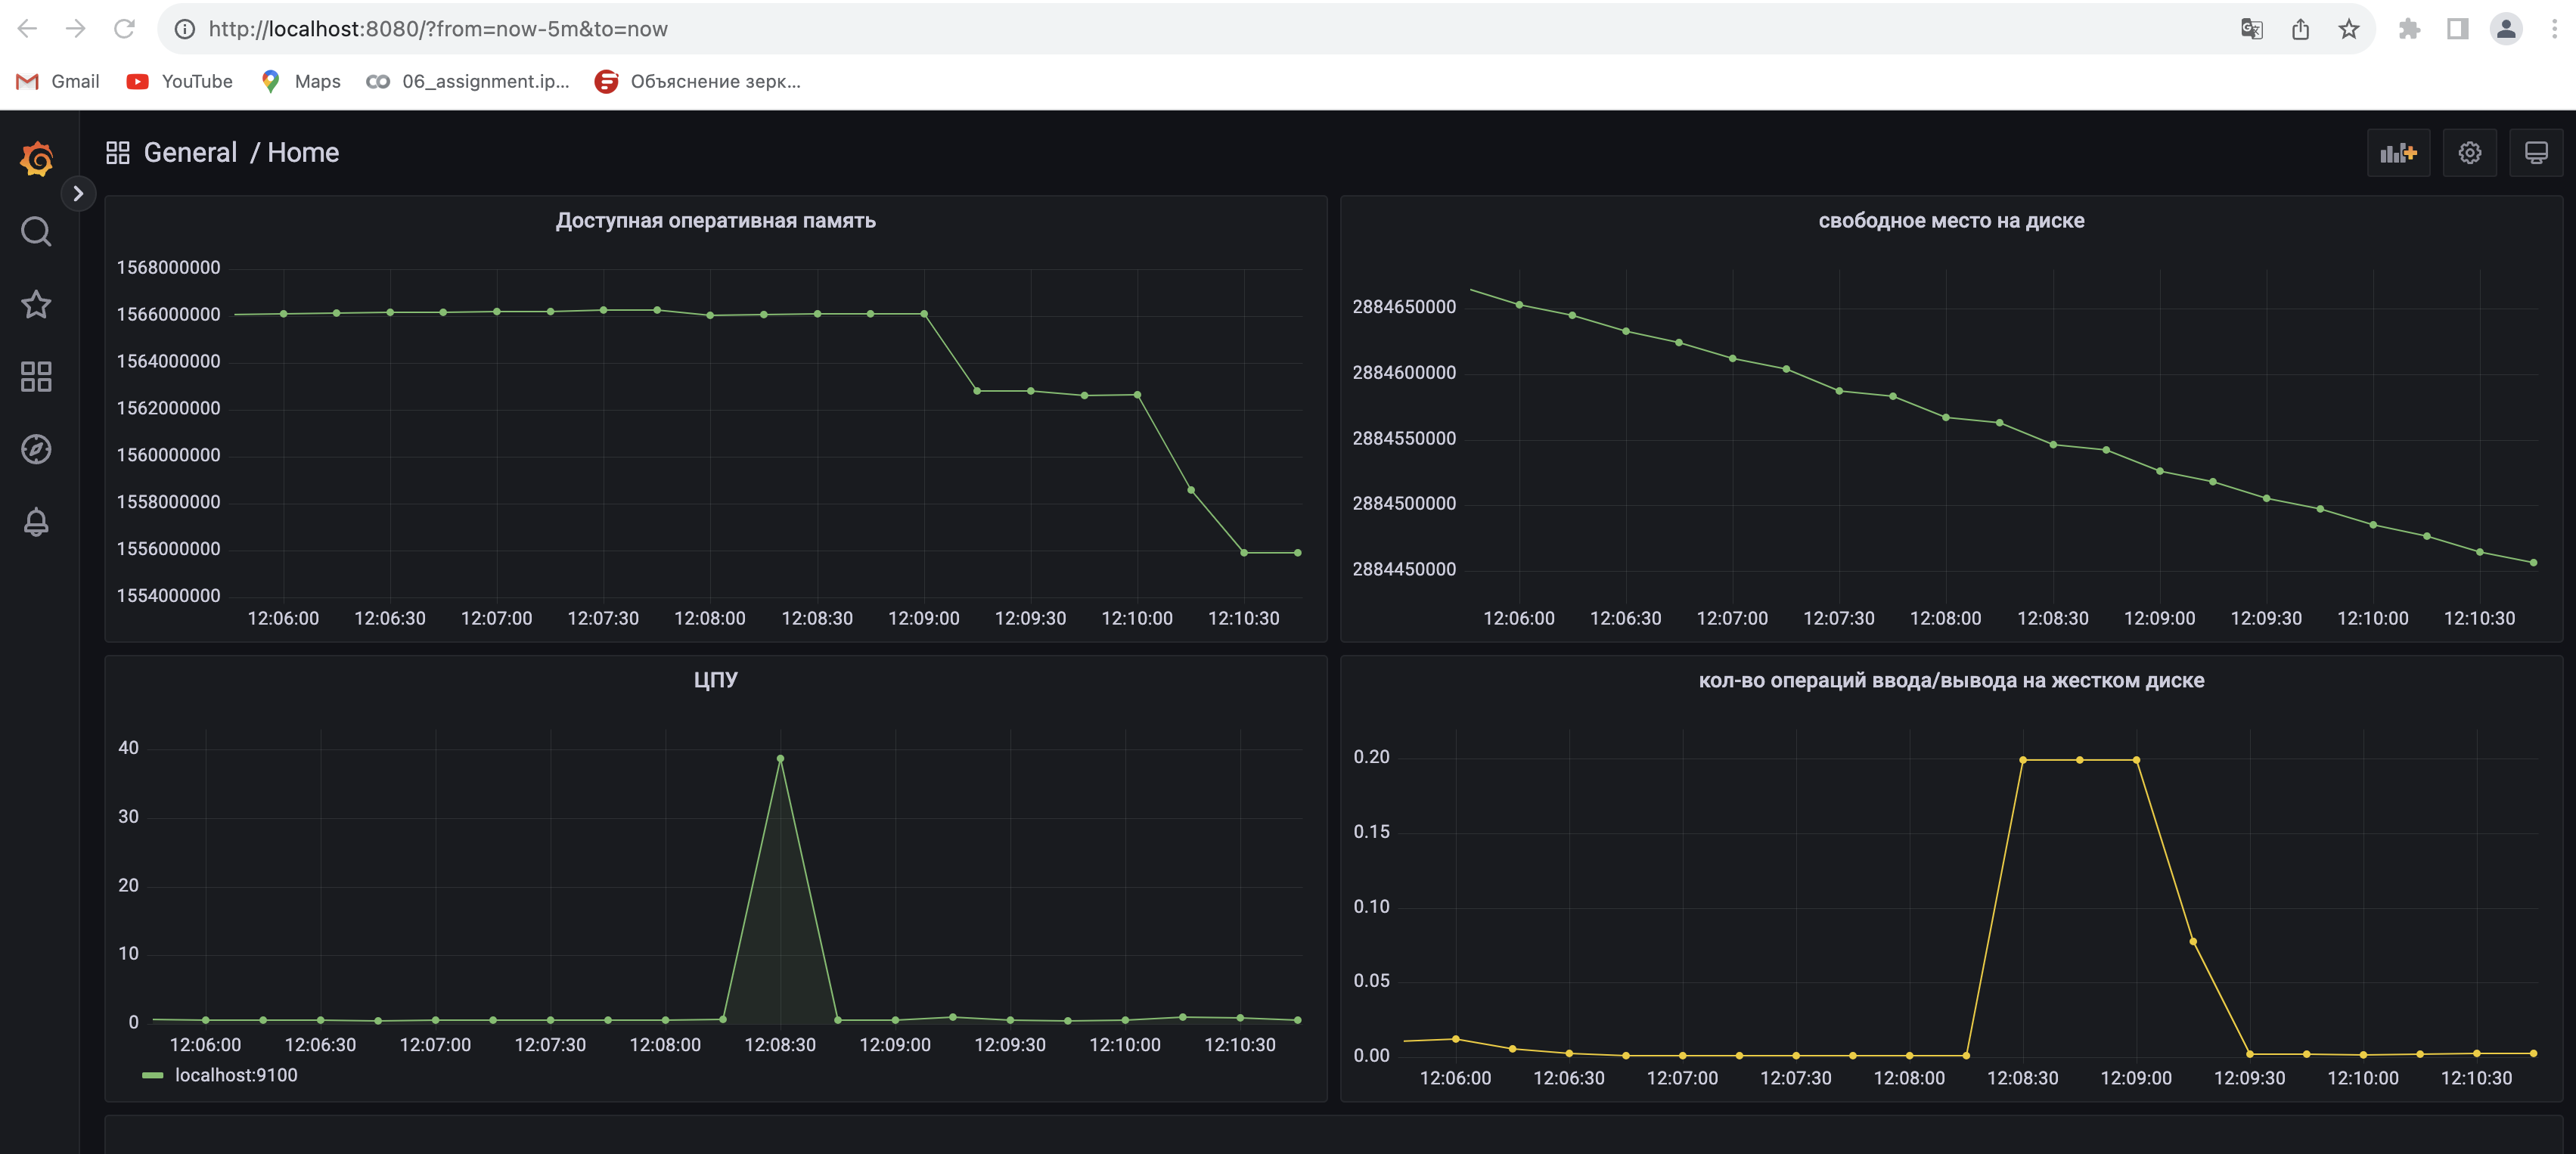 http://localhost:8080/?from=now-5m&to=now
Gmail YouTube Maps 06_assignment.ip... Объяснение зерк...
General / Home
Доступная оперативная память
1568000000
1566000000
1564000000
1562000000
1560000000
1558000000
1556000000
1554000000
12:06:00 12:06:30 12:07:00 12:07:30 12:08:00 12:08:30 12:09:00 12:09:30 12:10:00 12:10:30
свободное место на диске
2884650000
2884600000
2884550000
2884500000
2884450000
12:06:00 12:06:30 12:07:00 12:07:30 12:08:00 12:08:30 12:09:00 12:09:30 12:10:00 12:10:30
ЦПУ
40
30
20
10
0
12:06:00 12:06:30 12:07:00 12:07:30 12:08:00 12:08:30 12:09:00 12:09:30 12:10:00 12:10:30
localhost:9100
кол-во операций ввода/вывода на жестком диске
0.20
0.15
0.10
0.05
0.00
12:06:00 12:06:30 12:07:00 12:07:30 12:08:00 12:08:30 12:09:00 12:09:30 12:10:00 12:10:30